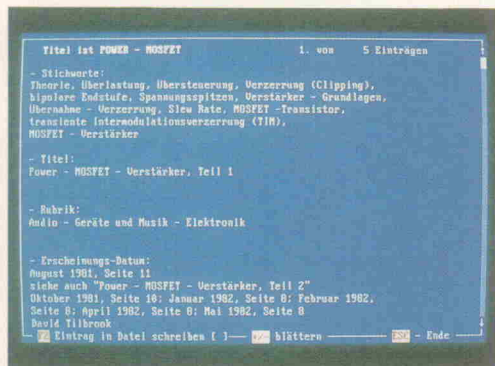 Titel ist POWER - MOSFET 1. von 5 Einträgen
- Stichworte:
Theorie, Überlastung, Übersteuerung, Verzerrung (Clipping),
bipolare Endstufe, Spannungsspitzen, Verstärker - Grundlagen,
Übernahme - Verzerrung, Slew Rate, MOSFET -Transistor,
transiente Intermodulationsverzerrung (TIM),
MOSFET - Verstärker
- Titel:
Power - MOSFET - Verstärker, Teil 1
- Rubrik:
Audio - Geräte und Musik - Elektronik
- Erscheinungs-Datum:
August 1981, Seite 11
siehe auch "Power - MOSFET - Verstärker, Teil 2"
Oktober 1981, Seite 10; Januar 1982, Seite 8; Februar 1982,
Seite 8; April 1982, Seite 8; Mai 1982, Seite 8
David Tilbrook
Eintrag in Datei schreiben [ ] +/- blättern ESC - Ende